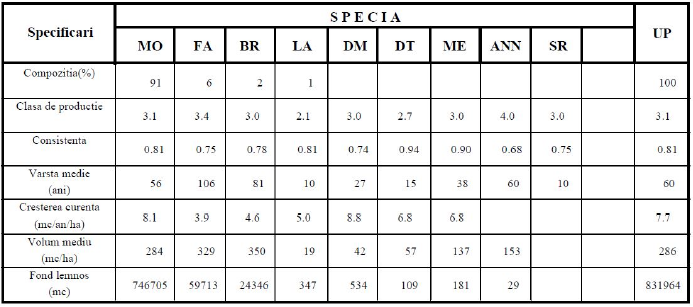 Specificari S P E C I A UP
MO FA BR LA DM DT ME ANN SR
Compozitia(%) 91 6 2 1 100
Clasa de productie 3.1 3.4 3.0 2.1 3.0 2.7 3.0 4.0 3.0 3.1
Consistenta 0.81 0.75 0.78 0.81 0.74 0.94 0.90 0.68 0.75 0.81
Varsta medie (ani) 56 106 81 10 27 15 38 60 10 60
Cresterea curenta (mc/an/ha) 8.1 3.9 4.6 5.0 8.8 6.8 6.8 7.7
Volum mediu (mc/ha) 284 329 350 19 42 57 137 153 286
Fond lemnos (mc) 746705 59713 24346 347 534 109 181 29 831964